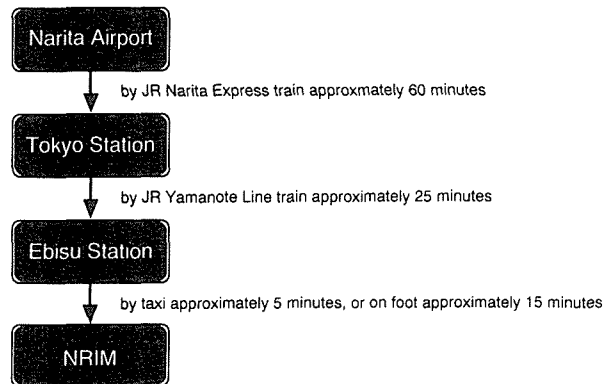 Narita Airport
by JR Narita Express train approxmately 60 minutes
Tokyo Station
by JR Yamanote Line train approximately 25 minutes
Ebisu Station
by taxi approximately 5 minutes, or on foot approximately 15 minutes
NRIM